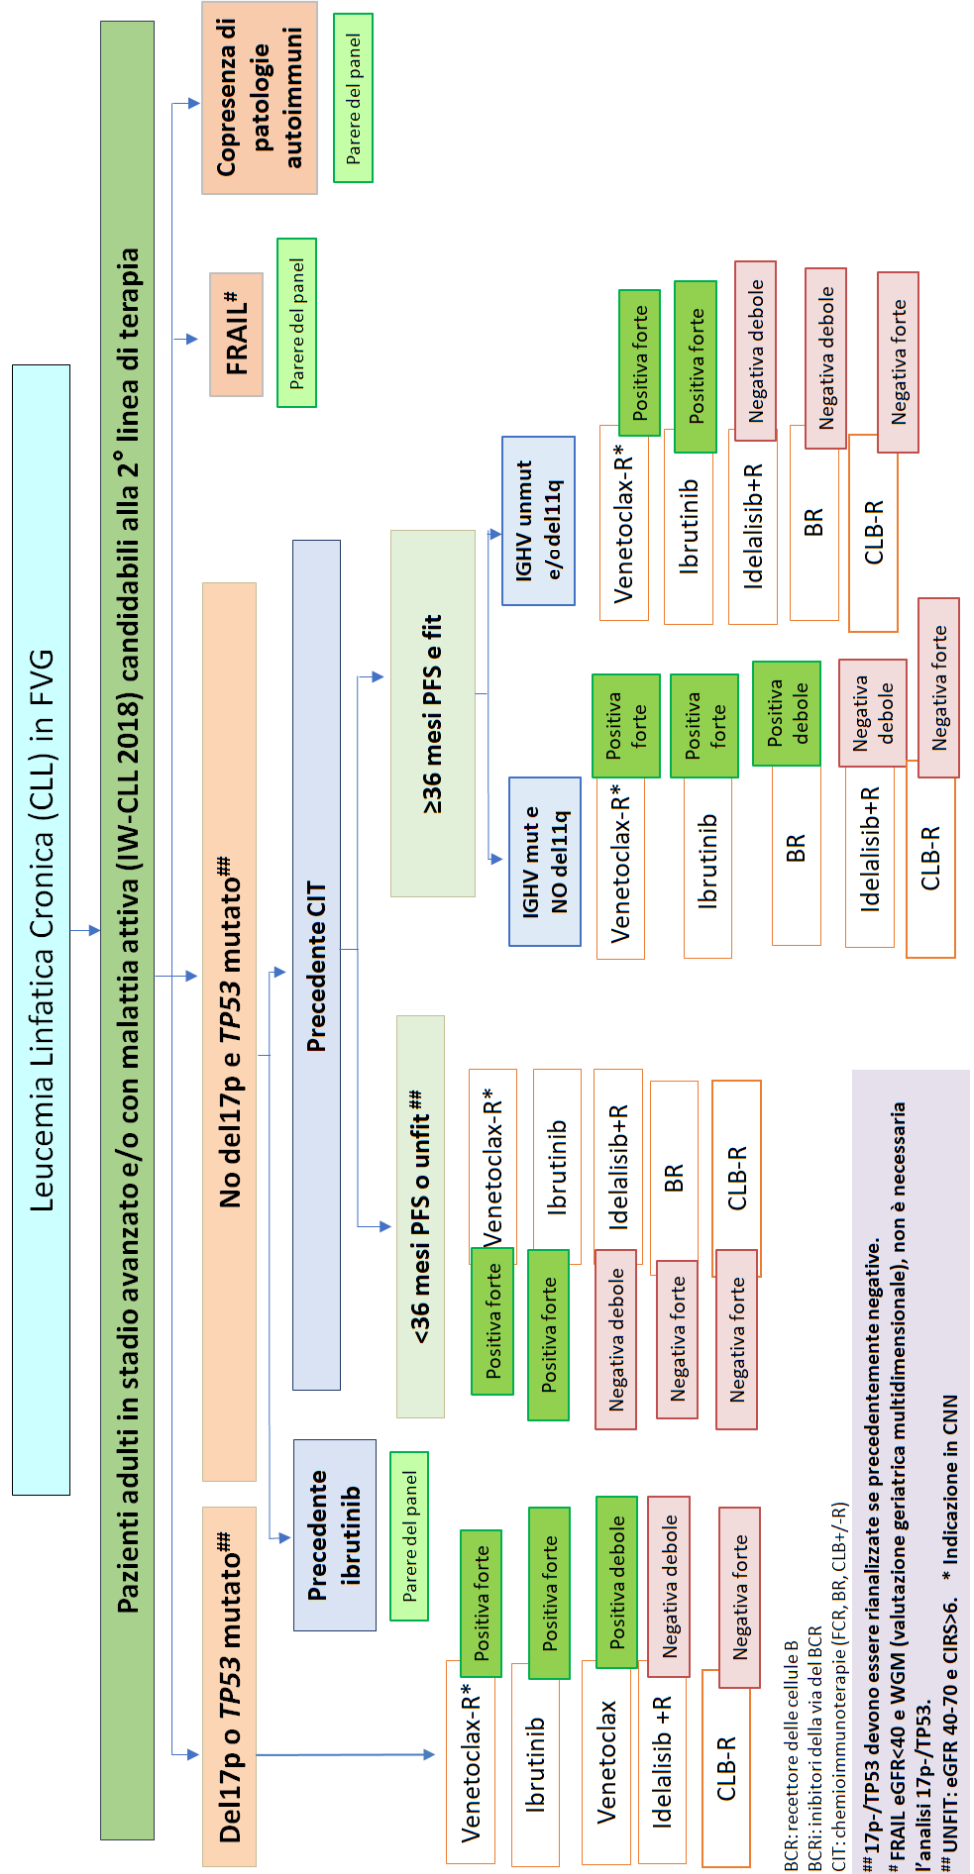 Leucemia Linfatica Cronica (CLL) in FVG
Pazienti adulti in stadio avanzato e/o con malattia attiva (IW-CLL 2018) candidabili alla 2° linea di terapia
Del17p o TP53 mutato##
Venetoclax-R*
Positiva forte
Ibrutinib
Positiva forte
Venetoclax
Positiva debole
Idelalisib +R
Negativa debole
CLB-R
Negativa forte
No del17p e TP53 mutato##
Precedente
ibrutinib
Parere del panel
Precedente CIT
<36 mesi PFS o unfit ##
Positiva forte
Venetoclax-R*
Positiva forte
Ibrutinib
Negativa debole
Idelalisib+R
Negativa forte
BR
Negativa forte
CLB-R
≥36 mesi PFS e fit
IGHV mut e
NO del11q
Venetoclax-R*
Positiva
forte
Ibrutinib
Positiva
forte
BR
Positiva
debole
Idelalisib+R
Negativa
debole
CLB-R
Negativa forte
IGHV unmut
e/o del11q
Venetoclax-R*
Positiva forte
Ibrutinib
Positiva forte
Idelalisib+R
Negativa debole
BR
Negativa debole
CLB-R
Negativa forte
FRAIL#
Parere del panel
Copresenza di
patologie
autoimmuni
Parere del panel
BCR: recettore delle cellule B
BCRi: inibitori della via del BCR
CIT: chemioimmunoterapie (FCR, BR, CLB+/-R)
## 17p-/TP53 devono essere rianalizzate se precedentemente negative.
# FRAIL eGFR<40 e WGM (valutazione geriatrica multidimensionale), non è necessaria
l'analisi 17p-/TP53.
## UNFIT: eGFR 40-70 e CIRS>6. * Indicazione in CNN